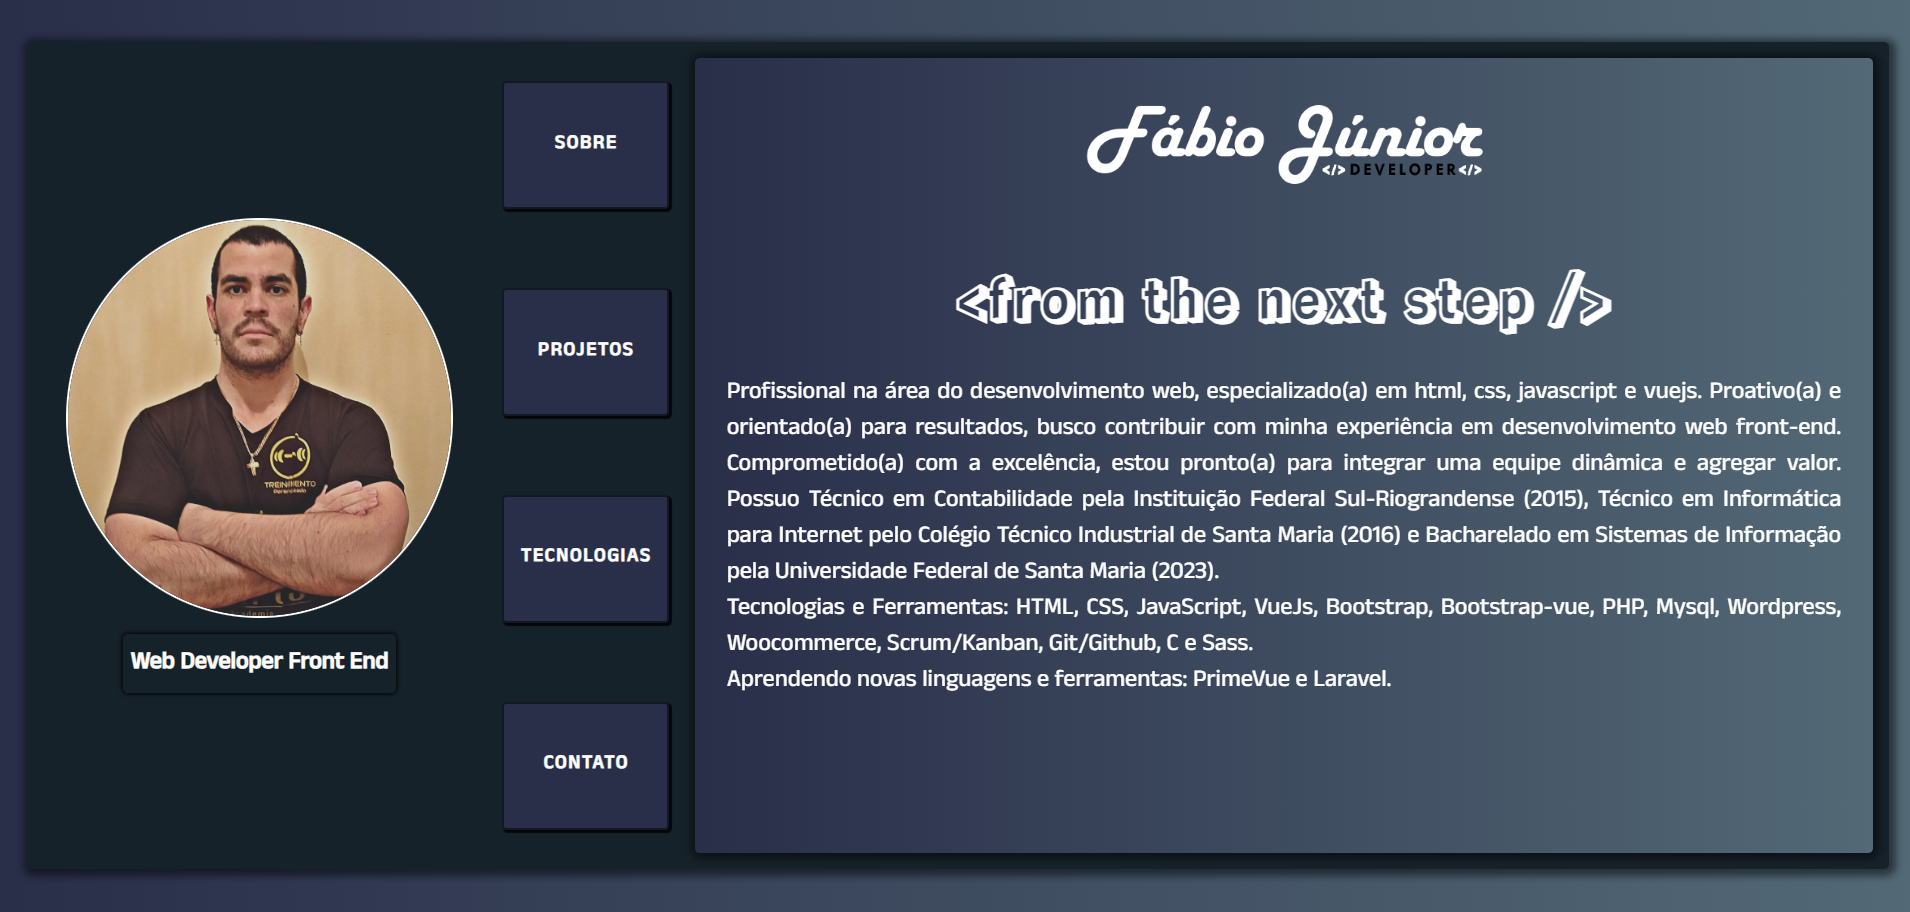 SOBRE
PROJETOS
TECNOLOGIAS
CONTATO
TREINAMENTO
Web Developer Front End
Fábio Júnior
</>DEVELOPER</>
<from the next step />
Profissional na área do desenvolvimento web, especializado(a) em html, css, javascript e vuejs. Proativo(a) e
orientado(a) para resultados, busco contribuir com minha experiência em desenvolvimento web front-end.
Comprometido(a) com a excelência, estou pronto(a) para integrar uma equipe dinâmica e agregar valor.
Possuo Técnico em Contabilidade pela Instituição Federal Sul-Riograndense (2015), Técnico em Informática
para Internet pelo Colégio Técnico Industrial de Santa Maria (2016) e Bacharelado em Sistemas de Informação
pela Universidade Federal de Santa Maria (2023).
Tecnologias e Ferramentas: HTML, CSS, JavaScript, VueJs, Bootstrap, Bootstrap-vue, PHP, Mysql, Wordpress,
Woocommerce, Scrum/Kanban, Git/Github, C e Sass.
Aprendendo novas linguagens e ferramentas: PrimeVue e Laravel.